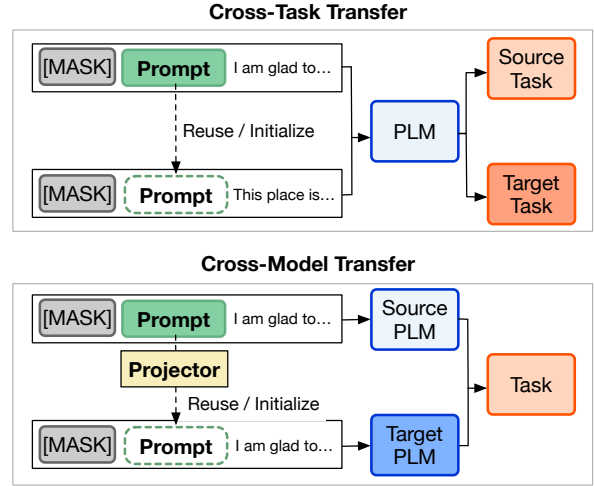 Cross-Task Transfer
[MASK] Prompt I am glad to…
Source
Task
Reuse / Initialize
PLM
[MASK] Prompt This place is…
Target
Task
Cross-Model Transfer
[MASK] Prompt I am glad to…
Source
PLM
Projector
Task
Reuse / Initialize
[MASK] Prompt I am glad to…
Target
PLM